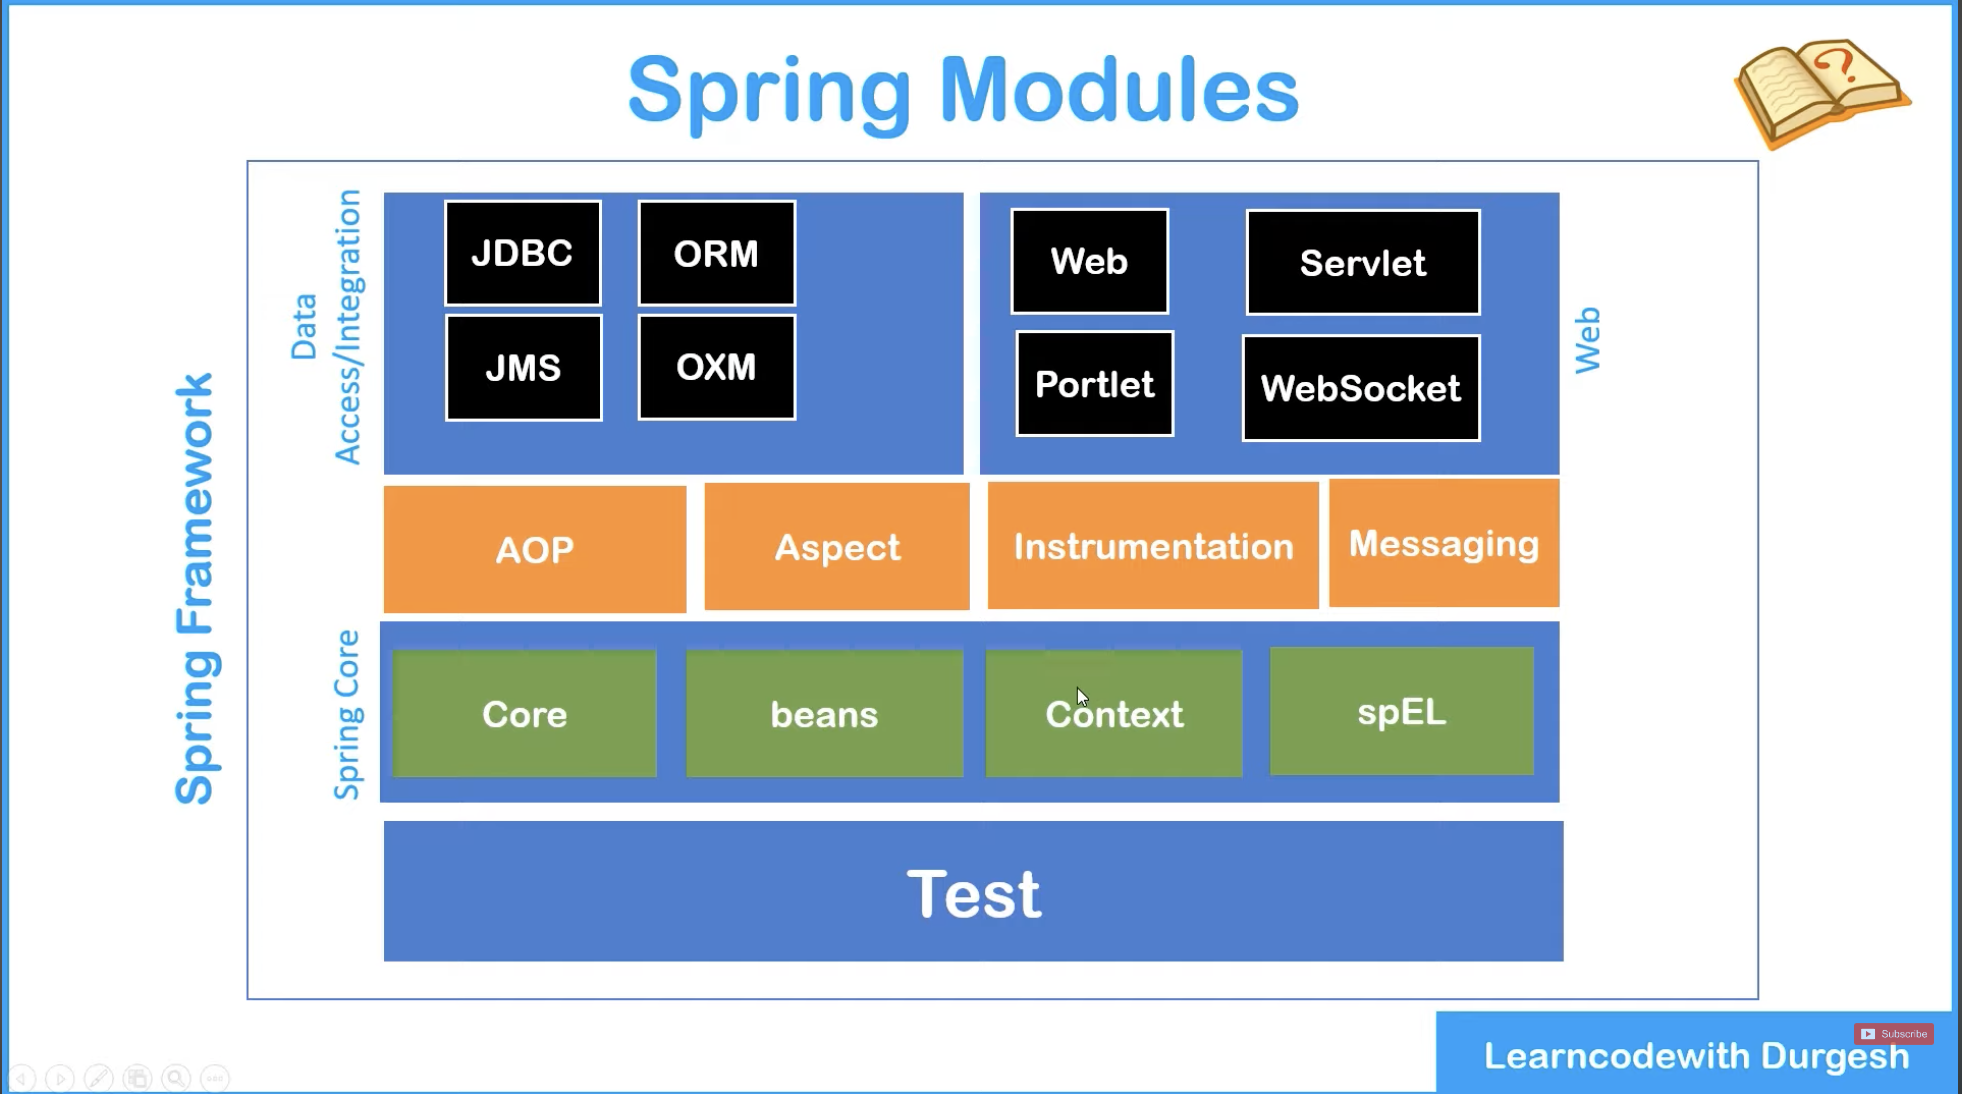 Spring Modules
?
Spring Framework
Data
Access/Integration
JDBC
ORM
JMS
OXM
Web
Servlet
Portlet
WebSocket
Web
AOP
Aspect
Instrumentation
Messaging
Spring Core
Core
beans
Context
spEL
Test
Subscribe
Learncodewith Durgesh